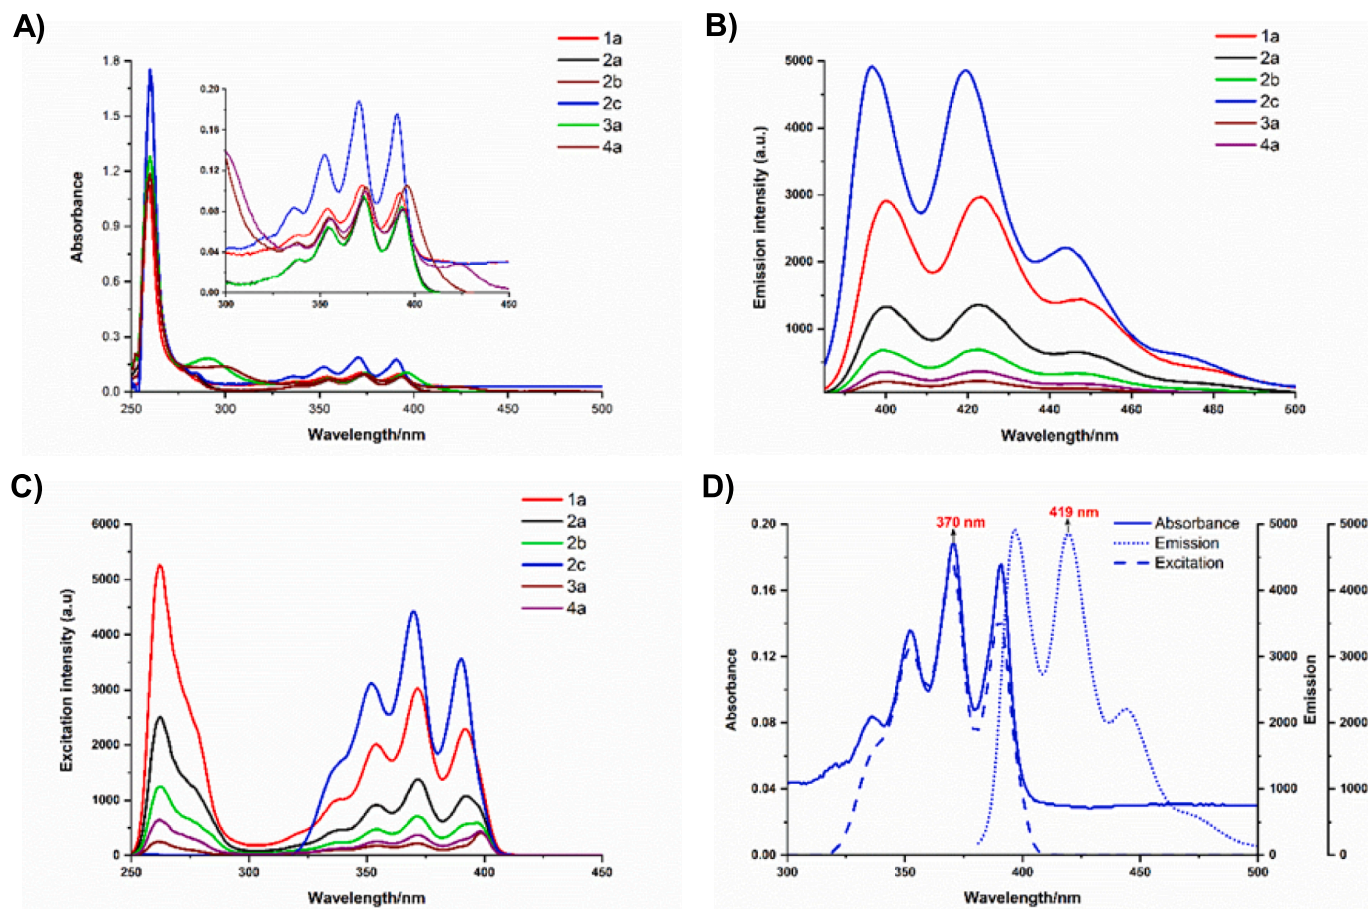 A)
1a
2a
2b
2c
3a
4a
1.8
1.5
1.2
0.9
0.6
0.3
0.0
Absorbance
0.20
0.16
0.12
0.08
0.04
0.00
300 350 400 450
250 300 350 400 450 500
Wavelength/nm
B)
1a
2a
2b
2c
3a
4a
5000
4000
3000
2000
1000
Emission intensity (a.u.)
400 420 440 460 480 500
Wavelength/nm
C)
1a
2a
2b
2c
3a
4a
6000
5000
4000
3000
2000
1000
0
Excitation intensity (a.u)
250 300 350 400 450
Wavelength/nm
D)
370 nm
419 nm
Absorbance
Emission
Excitation
0.20
0.16
0.12
0.08
0.04
0.00
Absorbance
5000
4000
3000
2000
1000
0
Emission
5000
4000
3000
2000
1000
0
300 350 400 450 500
Wavelength/nm